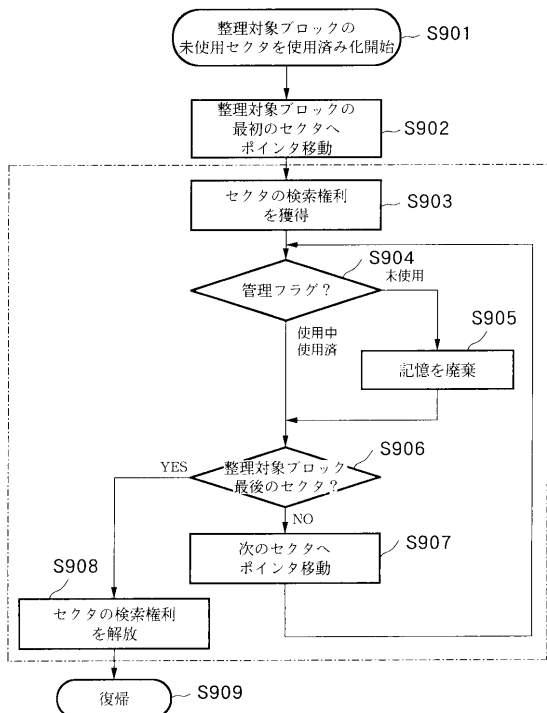 整理対象ブロックの
未使用セクタを使用済み化開始
S901
整理対象ブロックの
最初のセクタへ
ポインタ移動
S902
セクタの検索権利
を獲得
S903
S904
管理フラグ？
未使用
使用中
使用済
S905
記憶を廃棄
S906
整理対象ブロック
最後のセクタ？
YES
NO
次のセクタへ
ポインタ移動
S907
S908
セクタの検索権利
を解放
復帰
S909